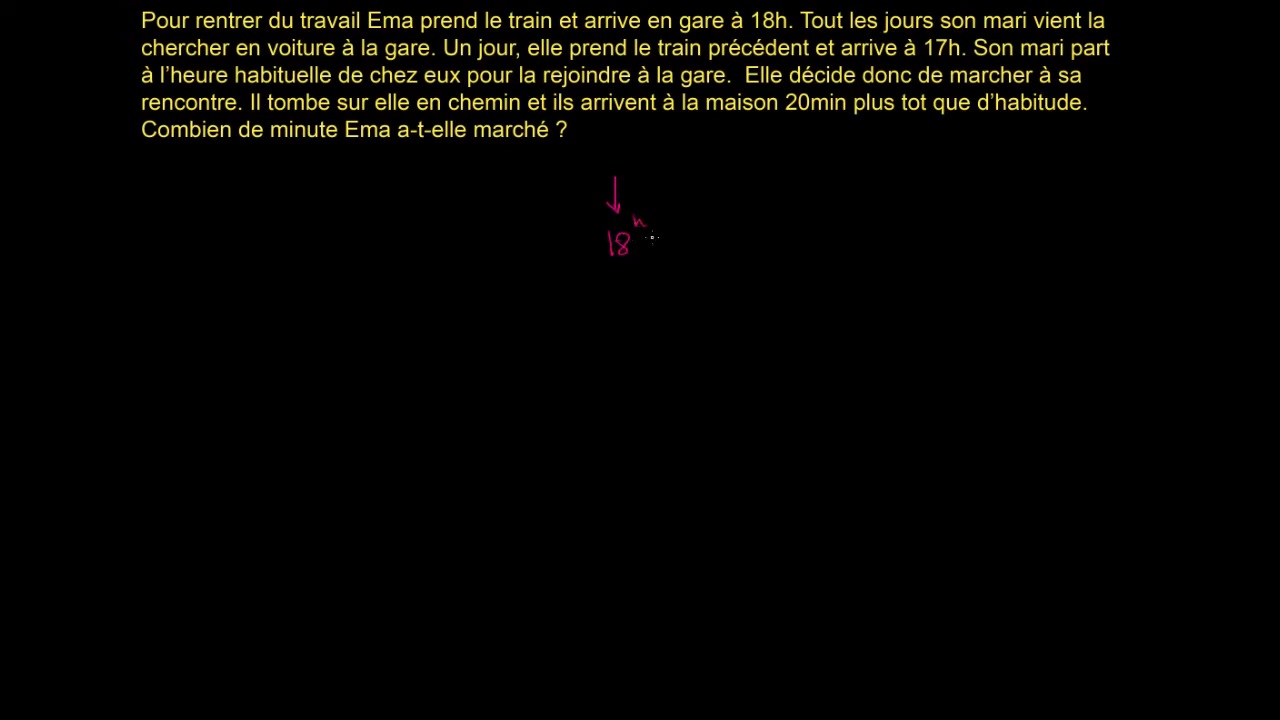 Pour rentrer du travail Ema prend le train et arrive en gare à 18h. Tout les jours son mari vient la
chercher en voiture à la gare. Un jour, elle prend le train précédent et arrive à 17h. Son mari part
à l’heure habituelle de chez eux pour la rejoindre à la gare.  Elle décide donc de marcher à sa
rencontre. Il tombe sur elle en chemin et ils arrivent à la maison 20min plus tot que d’habitude.
Combien de minute Ema a-t-elle marché ?
18h